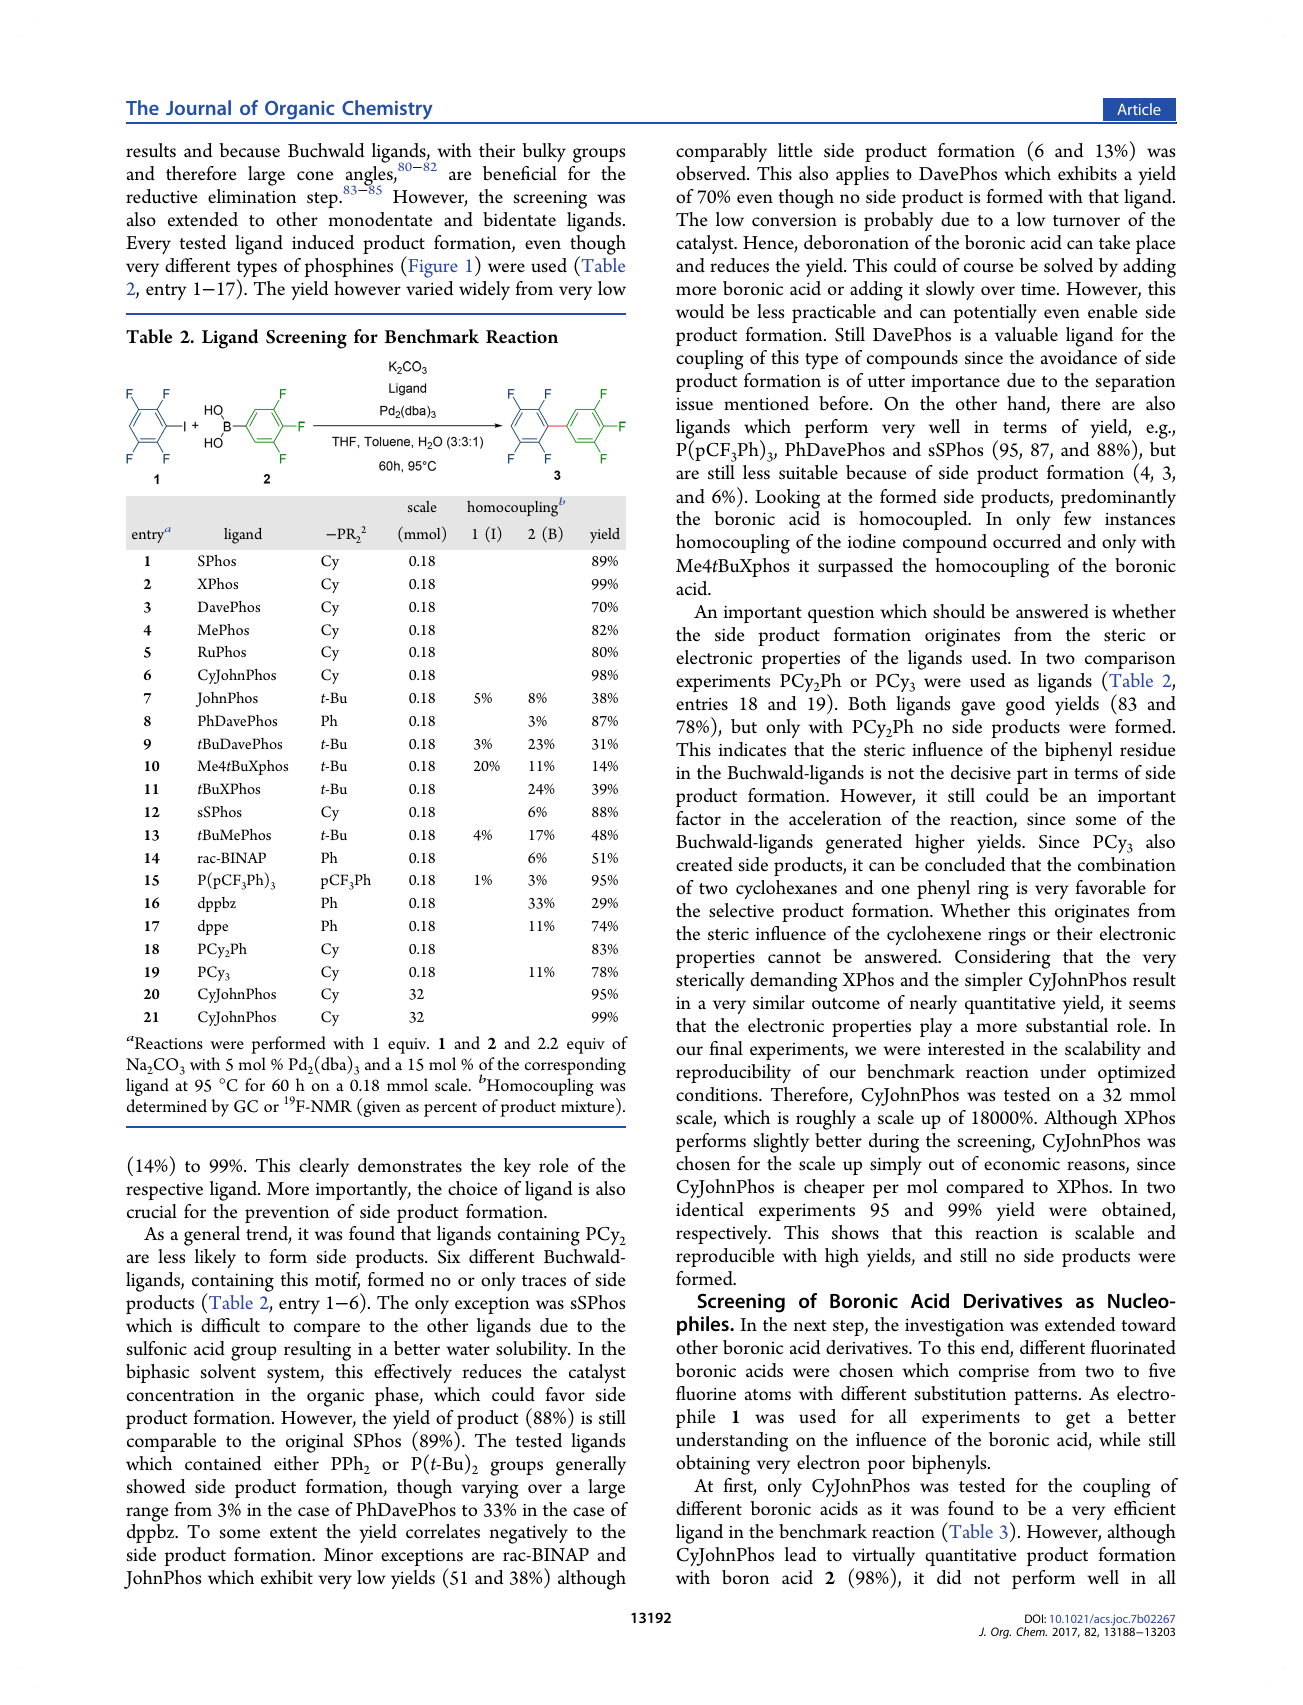 The Journal of Organic Chemistry
Article
results and because Buchwald ligands, with their bulky groups
and therefore large cone angles,80−82 are beneficial for the
reductive elimination step.83−85 However, the screening was
also extended to other monodentate and bidentate ligands.
Every tested ligand induced product formation, even though
very different types of phosphines (Figure 1) were used (Table
2, entry 1−17). The yield however varied widely from very low
Table 2. Ligand Screening for Benchmark Reaction
K2CO3
Ligand
Pd2(dba)3
THF, Toluene, H2O (3:3:1)
60h, 95°C
F F F F I + HO HO B F F F
F F F F F F F
1 2 3
scale homocoupling^b
entry^a ligand −PR2^2 (mmol) 1 (I) 2 (B) yield
1 SPhos Cy 0.18 89%
2 XPhos Cy 0.18 99%
3 DavePhos Cy 0.18 70%
4 MePhos Cy 0.18 82%
5 RuPhos Cy 0.18 80%
6 CyJohnPhos Cy 0.18 98%
7 JohnPhos t-Bu 0.18 5% 8% 38%
8 PhDavePhos Ph 0.18 3% 87%
9 tBuDavePhos t-Bu 0.18 3% 23% 31%
10 Me4tBuXphos t-Bu 0.18 20% 11% 14%
11 tBuXPhos t-Bu 0.18 24% 39%
12 sSPhos Cy 0.18 6% 88%
13 tBuMePhos t-Bu 0.18 4% 17% 48%
14 rac-BINAP Ph 0.18 6% 51%
15 P(pCF3Ph)3 pCF3Ph 0.18 1% 3% 95%
16 dppbz Ph 0.18 33% 29%
17 dppe Ph 0.18 11% 74%
18 PCy2Ph Cy 0.18 83%
19 PCy3 Cy 0.18 11% 78%
20 CyJohnPhos Cy 32 95%
21 CyJohnPhos Cy 32 99%
^aReactions were performed with 1 equiv. 1 and 2 and 2.2 equiv of
Na2CO3 with 5 mol % Pd2(dba)3 and a 15 mol % of the corresponding
ligand at 95 °C for 60 h on a 0.18 mmol scale. ^bHomocoupling was
determined by GC or 19F-NMR (given as percent of product mixture).
(14%) to 99%. This clearly demonstrates the key role of the
respective ligand. More importantly, the choice of ligand is also
crucial for the prevention of side product formation.
As a general trend, it was found that ligands containing PCy2
are less likely to form side products. Six different Buchwald-
ligands, containing this motif, formed no or only traces of side
products (Table 2, entry 1−6). The only exception was sSPhos
which is difficult to compare to the other ligands due to the
sulfonic acid group resulting in a better water solubility. In the
biphasic solvent system, this effectively reduces the catalyst
concentration in the organic phase, which could favor side
product formation. However, the yield of product (88%) is still
comparable to the original SPhos (89%). The tested ligands
which contained either PPh2 or P(t-Bu)2 groups generally
showed side product formation, though varying over a large
range from 3% in the case of PhDavePhos to 33% in the case of
dppbz. To some extent the yield correlates negatively to the
side product formation. Minor exceptions are rac-BINAP and
JohnPhos which exhibit very low yields (51 and 38%) although
comparably little side product formation (6 and 13%) was
observed. This also applies to DavePhos which exhibits a yield
of 70% even though no side product is formed with that ligand.
The low conversion is probably due to a low turnover of the
catalyst. Hence, deboronation of the boronic acid can take place
and reduces the yield. This could of course be solved by adding
more boronic acid or adding it slowly over time. However, this
would be less practicable and can potentially even enable side
product formation. Still DavePhos is a valuable ligand for the
coupling of this type of compounds since the avoidance of side
product formation is of utter importance due to the separation
issue mentioned before. On the other hand, there are also
ligands which perform very well in terms of yield, e.g.,
P(pCF3Ph)3, PhDavePhos and sSPhos (95, 87, and 88%), but
are still less suitable because of side product formation (4, 3,
and 6%). Looking at the formed side products, predominantly
the boronic acid is homocoupled. In only few instances
homocoupling of the iodine compound occurred and only with
Me4tBuXphos it surpassed the homocoupling of the boronic
acid.
An important question which should be answered is whether
the side product formation originates from the steric or
electronic properties of the ligands used. In two comparison
experiments PCy2Ph or PCy3 were used as ligands (Table 2,
entries 18 and 19). Both ligands gave good yields (83 and
78%), but only with PCy2Ph no side products were formed.
This indicates that the steric influence of the biphenyl residue
in the Buchwald-ligands is not the decisive part in terms of side
product formation. However, it still could be an important
factor in the acceleration of the reaction, since some of the
Buchwald-ligands generated higher yields. Since PCy3 also
created side products, it can be concluded that the combination
of two cyclohexanes and one phenyl ring is very favorable for
the selective product formation. Whether this originates from
the steric influence of the cyclohexene rings or their electronic
properties cannot be answered. Considering that the very
sterically demanding XPhos and the simpler CyJohnPhos result
in a very similar outcome of nearly quantitative yield, it seems
that the electronic properties play a more substantial role. In
our final experiments, we were interested in the scalability and
reproducibility of our benchmark reaction under optimized
conditions. Therefore, CyJohnPhos was tested on a 32 mmol
scale, which is roughly a scale up of 18000%. Although XPhos
performs slightly better during the screening, CyJohnPhos was
chosen for the scale up simply out of economic reasons, since
CyJohnPhos is cheaper per mol compared to XPhos. In two
identical experiments 95 and 99% yield were obtained,
respectively. This shows that this reaction is scalable and
reproducible with high yields, and still no side products were
formed.
Screening of Boronic Acid Derivatives as Nucleo-
philes. In the next step, the investigation was extended toward
other boronic acid derivatives. To this end, different fluorinated
boronic acids were chosen which comprise from two to five
fluorine atoms with different substitution patterns. As electro-
phile 1 was used for all experiments to get a better
understanding on the influence of the boronic acid, while still
obtaining very electron poor biphenyls.
At first, only CyJohnPhos was tested for the coupling of
different boronic acids as it was found to be a very efficient
ligand in the benchmark reaction (Table 3). However, although
CyJohnPhos lead to virtually quantitative product formation
with boron acid 2 (98%), it did not perform well in all
13192
DOI: 10.1021/acs.joc.7b02267
J. Org. Chem. 2017, 82, 13188−13203